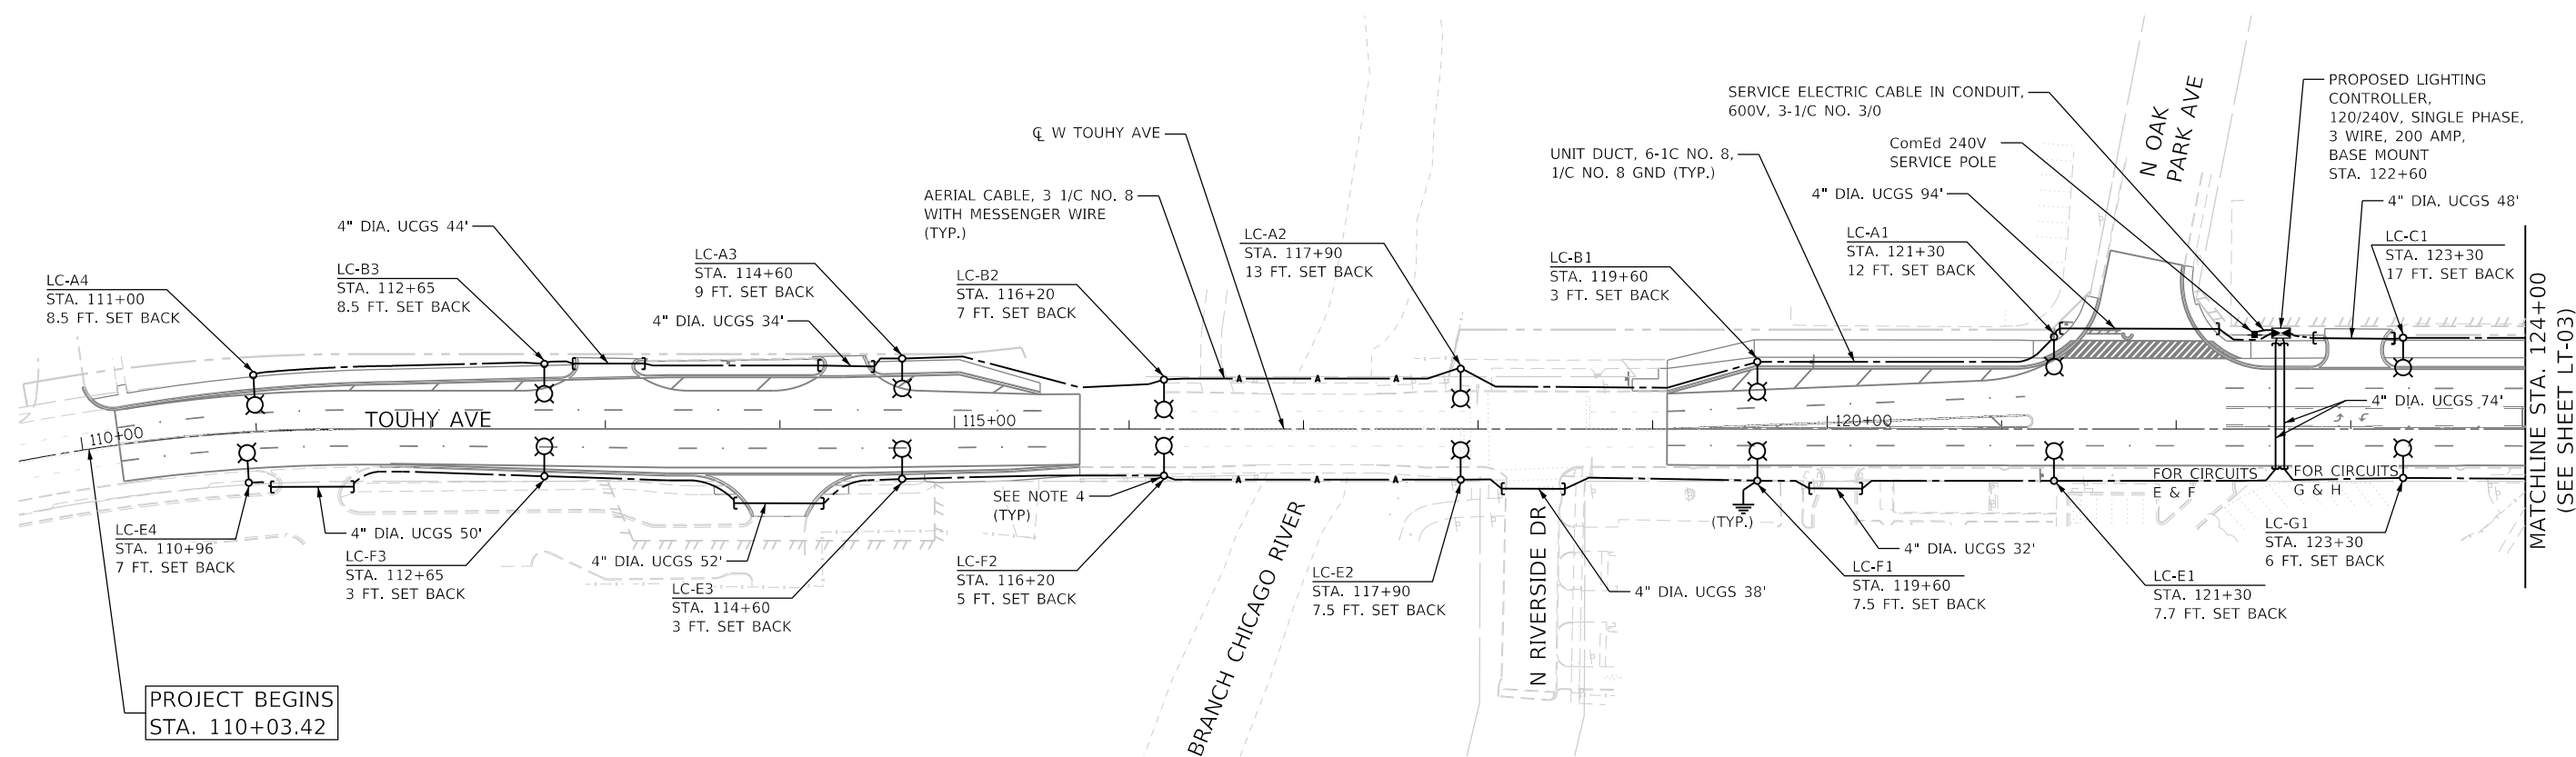 SERVICE ELECTRIC CABLE IN CONDUIT,
600V, 3-1/C NO. 3/0
PROPOSED LIGHTING
CONTROLLER,
120/240V, SINGLE PHASE,
3 WIRE, 200 AMP,
BASE MOUNT
STA. 122+60
N OAK
PARK AVE
℄ W TOUHY AVE
UNIT DUCT, 6-1C NO. 8,
1/C NO. 8 GND (TYP.)
ComEd 240V
SERVICE POLE
AERIAL CABLE, 3 1/C NO. 8
WITH MESSENGER WIRE
(TYP.)
4" DIA. UCGS 94'
4" DIA. UCGS 48'
4" DIA. UCGS 44'
LC-A4
STA. 111+00
8.5 FT. SET BACK
LC-B3
STA. 112+65
8.5 FT. SET BACK
LC-A3
STA. 114+60
9 FT. SET BACK
4" DIA. UCGS 34'
LC-B2
STA. 116+20
7 FT. SET BACK
LC-A2
STA. 117+90
13 FT. SET BACK
LC-B1
STA. 119+60
3 FT. SET BACK
LC-A1
STA. 121+30
12 FT. SET BACK
LC-C1
STA. 123+30
17 FT. SET BACK
MATCHLINE STA. 124+00
(SEE SHEET LT-03)
A A A
110+00
TOUHY AVE
115+00
120+00
4" DIA. UCGS 74'
A A A
FOR CIRCUITS
E & F
FOR CIRCUITS
G & H
SEE NOTE 4
(TYP)
(TYP.)
LC-E4
STA. 110+96
7 FT. SET BACK
4" DIA. UCGS 50'
LC-F3
STA. 112+65
3 FT. SET BACK
4" DIA. UCGS 52'
LC-E3
STA. 114+60
3 FT. SET BACK
LC-F2
STA. 116+20
5 FT. SET BACK
BRANCH CHICAGO RIVER
LC-E2
STA. 117+90
7.5 FT. SET BACK
N RIVERSIDE DR
4" DIA. UCGS 38'
LC-F1
STA. 119+60
7.5 FT. SET BACK
4" DIA. UCGS 32'
LC-E1
STA. 121+30
7.7 FT. SET BACK
LC-G1
STA. 123+30
6 FT. SET BACK
PROJECT BEGINS
STA. 110+03.42